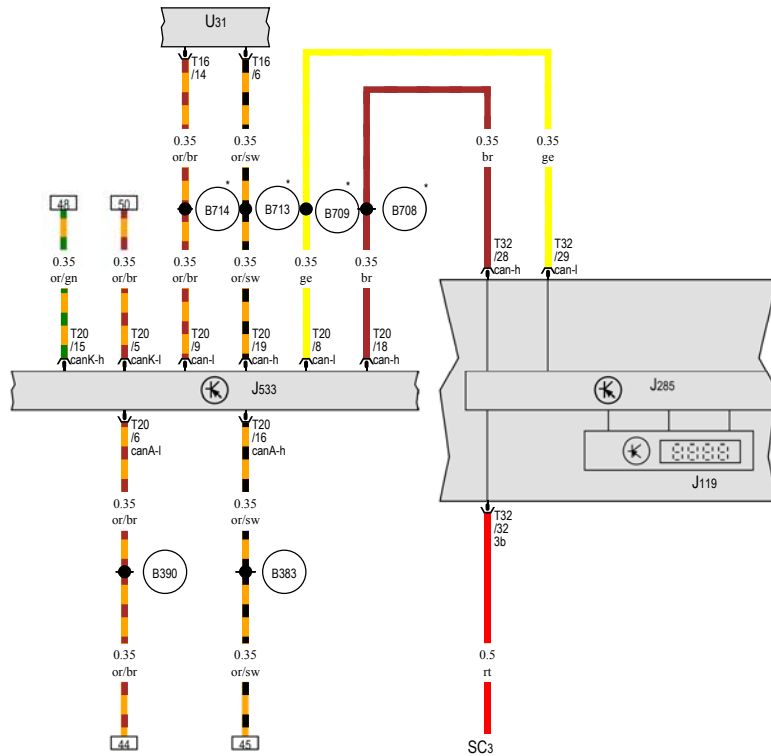 U31
T16
/14
T16
/6
0.35
or/br
0.35
or/sw
0.35
br
0.35
ge
*
*
*
*
B714
B713
B709
B708
48
50
0.35
or/gn
0.35
or/br
0.35
or/br
0.35
or/sw
0.35
ge
0.35
br
T32
/28
can-h
T32
/29
can-l
T20
/15
canK-h
T20
/5
canK-l
T20
/9
can-l
T20
/19
can-h
T20
/8
can-l
T20
/18
can-h
J533
J285
8888
J119
T20
/6
canA-l
T20
/16
canA-h
T32
/32
3b
0.35
or/br
0.35
or/sw
B390
B383
0.35
or/br
0.35
or/sw
0.5
rt
44
45
SC3